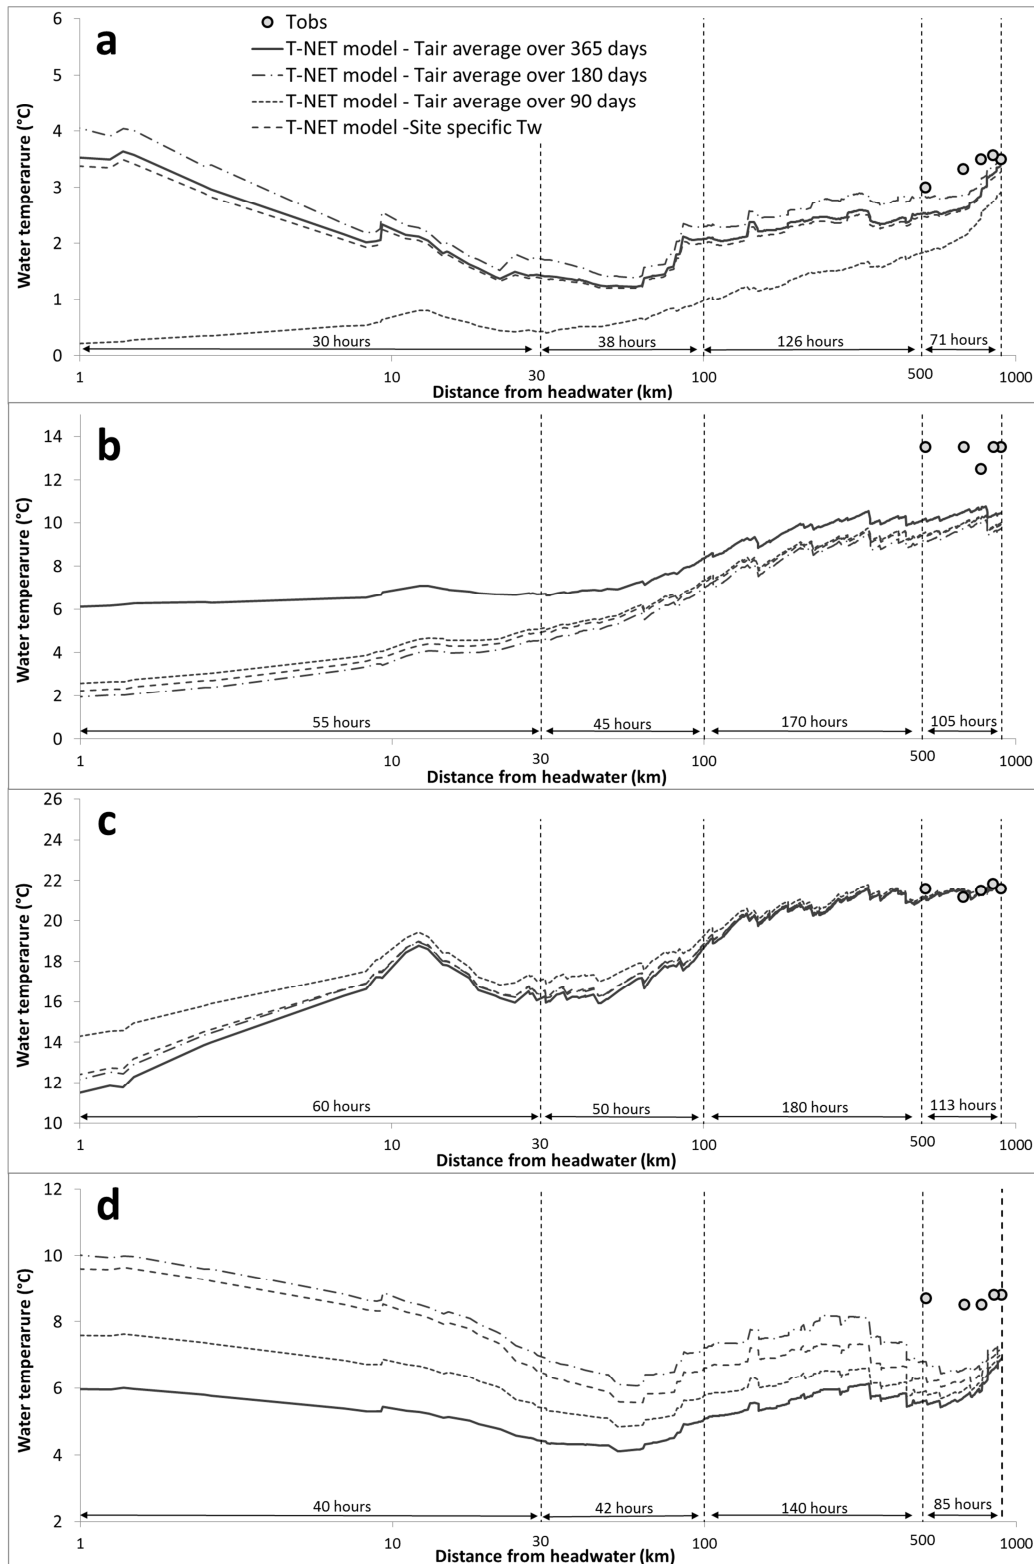 a
Tobs
T-NET model - Tair average over 365 days
T-NET model - Tair average over 180 days
T-NET model - Tair average over 90 days
T-NET model -Site specific Tw
Water temperarure (°C)
6
5
4
3
2
1
0
30 hours
38 hours
126 hours
71 hours
1
10
30
100
500
1000
Distance from headwater (km)
b
Water temperarure (°C)
14
12
10
8
6
4
2
0
55 hours
45 hours
170 hours
105 hours
1
10
30
100
500
1000
Distance from headwater (km)
c
Water temperarure (°C)
26
24
22
20
18
16
14
12
10
60 hours
50 hours
180 hours
113 hours
1
10
30
100
500
1000
Distance from headwater (km)
d
Water temperarure (°C)
12
10
8
6
4
2
40 hours
42 hours
140 hours
85 hours
1
10
30
100
500
1000
Distance from headwater (km)